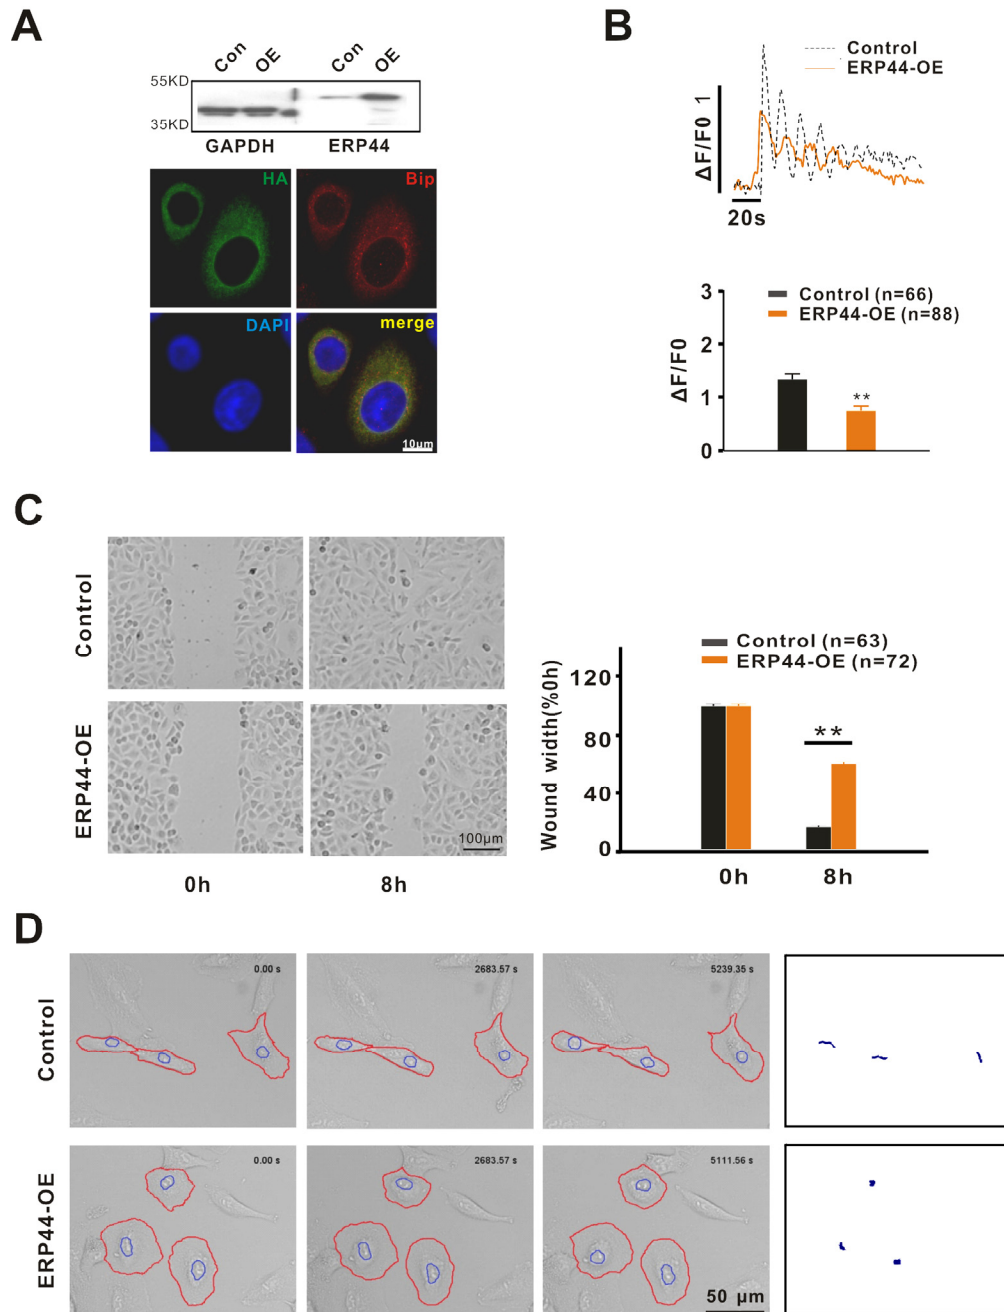 A
Con OE Con OE
55KD
35KD
GAPDH ERP44
HA
Bip
DAPI
merge
10μm
B
Control
ERP44-OE
ΔF/F0 1
20s
3
2
1
0
ΔF/F0
Control (n=66)
ERP44-OE (n=88)
**
C
Control
ERP44-OE
100μm
0h 8h
Control (n=63)
ERP44-OE (n=72)
Wound width(%0h)
120
80
40
0
**
0h 8h
D
Control
0.00 s
2683.57 s
5239.35 s
ERP44-OE
0.00 s
2683.57 s
5111.56 s
50 μm